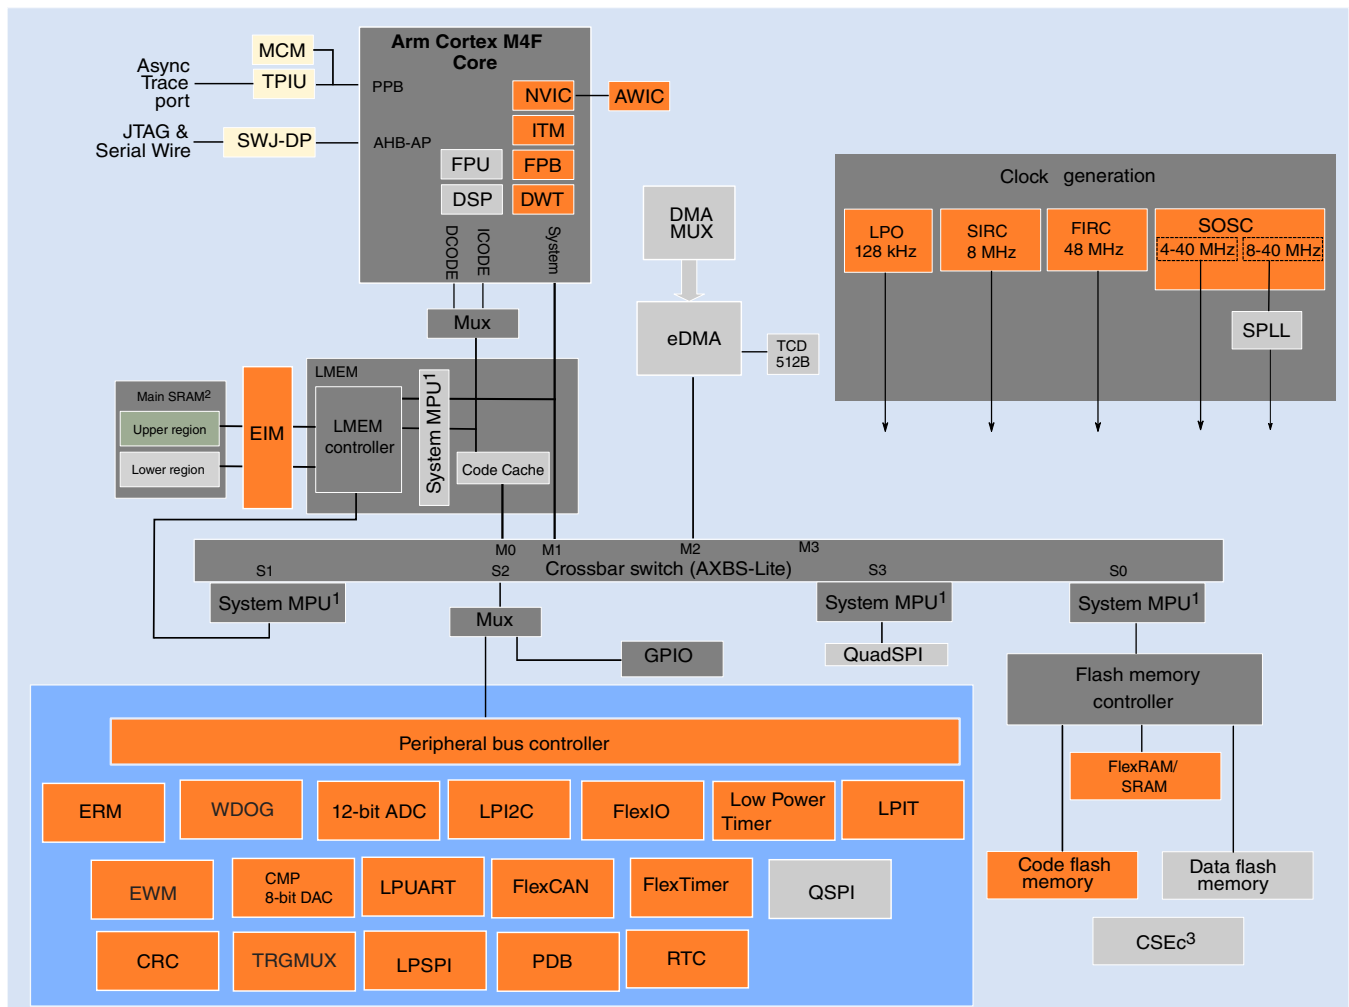 Arm Cortex M4F
Core
MCM
TPIU
Async
Trace
port
PPB
JTAG &
Serial Wire
SWJ-DP
AHB-AP
NVIC
AWIC
ITM
FPU
FPB
DSP
DWT
DCODE
ICODE
System
Mux
DMA
MUX
eDMA
TCD
512B
Clock generation
LPO
128 kHz
SIRC
8 MHz
FIRC
48 MHz
SOSC
4-40 MHz
8-40 MHz
SPLL
LMEM
Main SRAM2
Upper region
Lower region
EIM
LMEM
controller
System MPU1
Code Cache
M0
M1
M2
M3
Crossbar switch (AXBS-Lite)
S1
S2
S3
S0
System MPU1
Mux
System MPU1
System MPU1
GPIO
QuadSPI
Flash memory
controller
FlexRAM/
SRAM
Code flash
memory
Data flash
memory
CSEc3
Peripheral bus controller
ERM
WDOG
12-bit ADC
LPI2C
FlexIO
Low Power
Timer
LPIT
EWM
CMP
8-bit DAC
LPUART
FlexCAN
FlexTimer
QSPI
CRC
TRGMUX
LPSPI
PDB
RTC